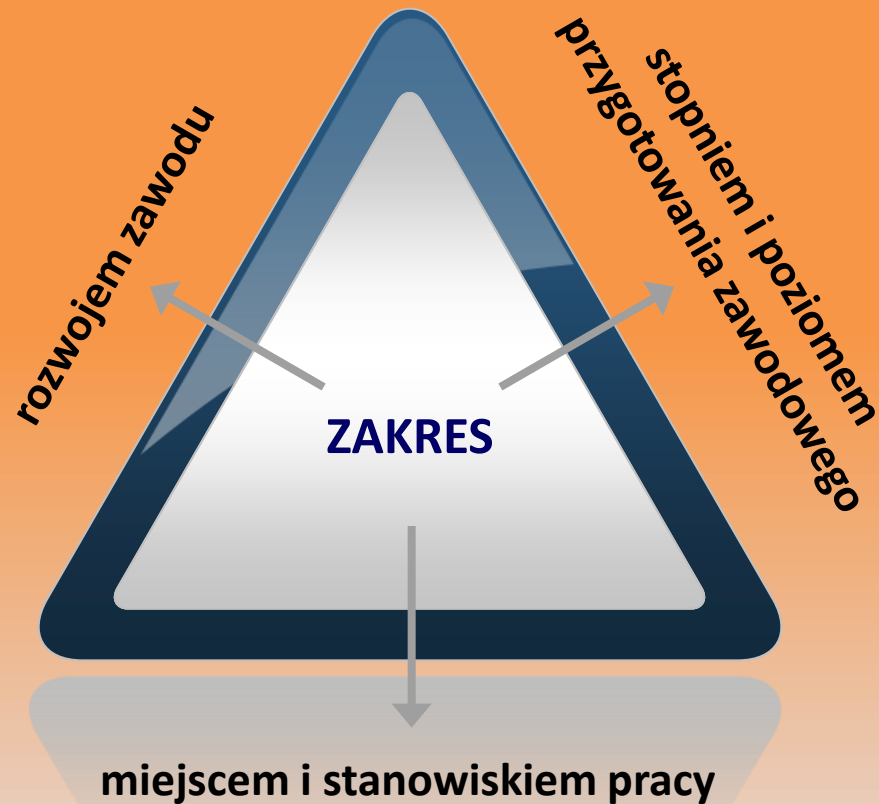 rozwojem zawodu
stopniem i poziomem
przygotowania zawodowego
ZAKRES
miejscem i stanowiskiem pracy